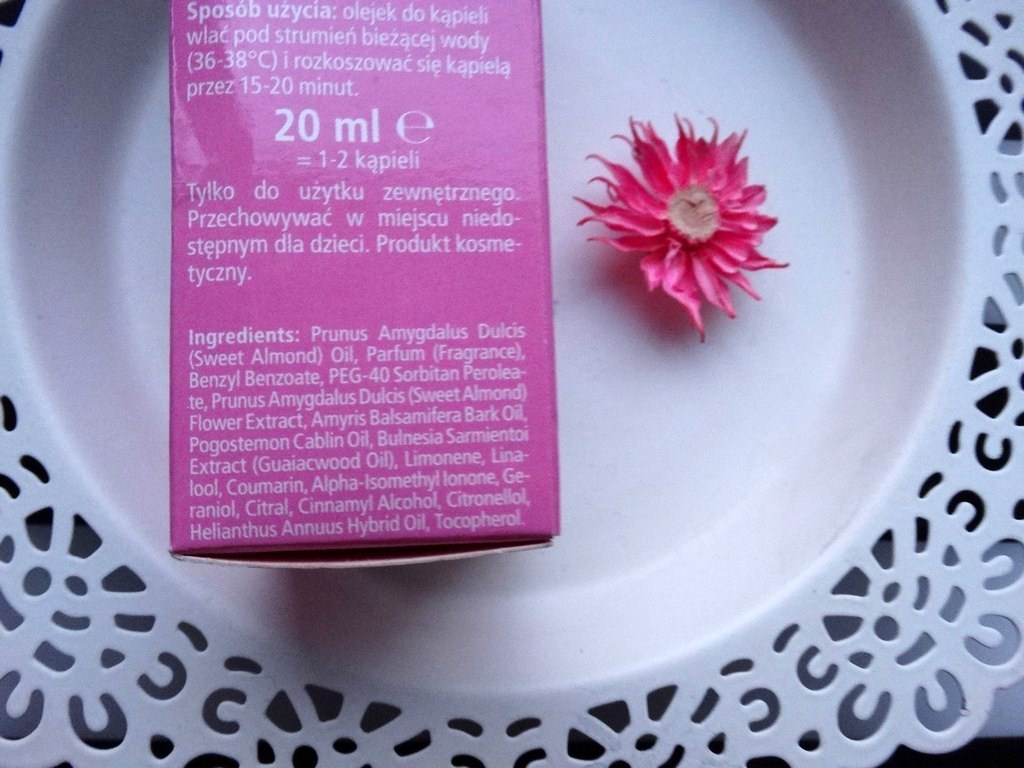 Sposób użycia: olejek do kąpieli
wlać pod strumień bieżącej wody
(36-38°C) i rozkoszować się kąpielą
przez 15-20 minut.
20 ml ℮
= 1-2 kąpieli
Tylko do użytku zewnętrznego.
Przechowywać w miejscu niedo-
stępnym dla dzieci. Produkt kosme-
tyczny.
Ingredients: Prunus Amygdalus Dulcis
(Sweet Almond) Oil, Parfum (Fragrance),
Benzyl Benzoate, PEG-40 Sorbitan Perolea-
te, Prunus Amygdalus Dulcis (Sweet Almond)
Flower Extract, Amyris Balsamifera Bark Oil,
Pogostemon Cablin Oil, Bulnesia Sarmientoi
Extract (Guaiacwood Oil), Limonene, Lina-
lool, Coumarin, Alpha-Isomethyl Ionone, Ge-
raniol, Citral, Cinnamyl Alcohol, Citronellol,
Helianthus Annuus Hybrid Oil, Tocopherol.